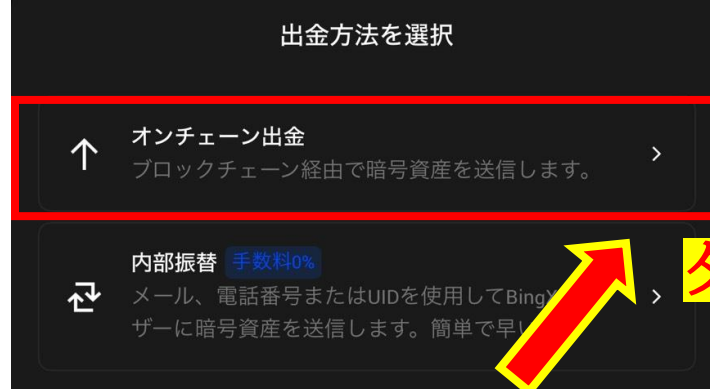 出金方法を選択
オンチェーン出金
ブロックチェーン経由で暗号資産を送信します。
内部振替 手数料0%
メール、電話番号またはUIDを使用してBing
ザーに暗号資産を送信します。簡単で早